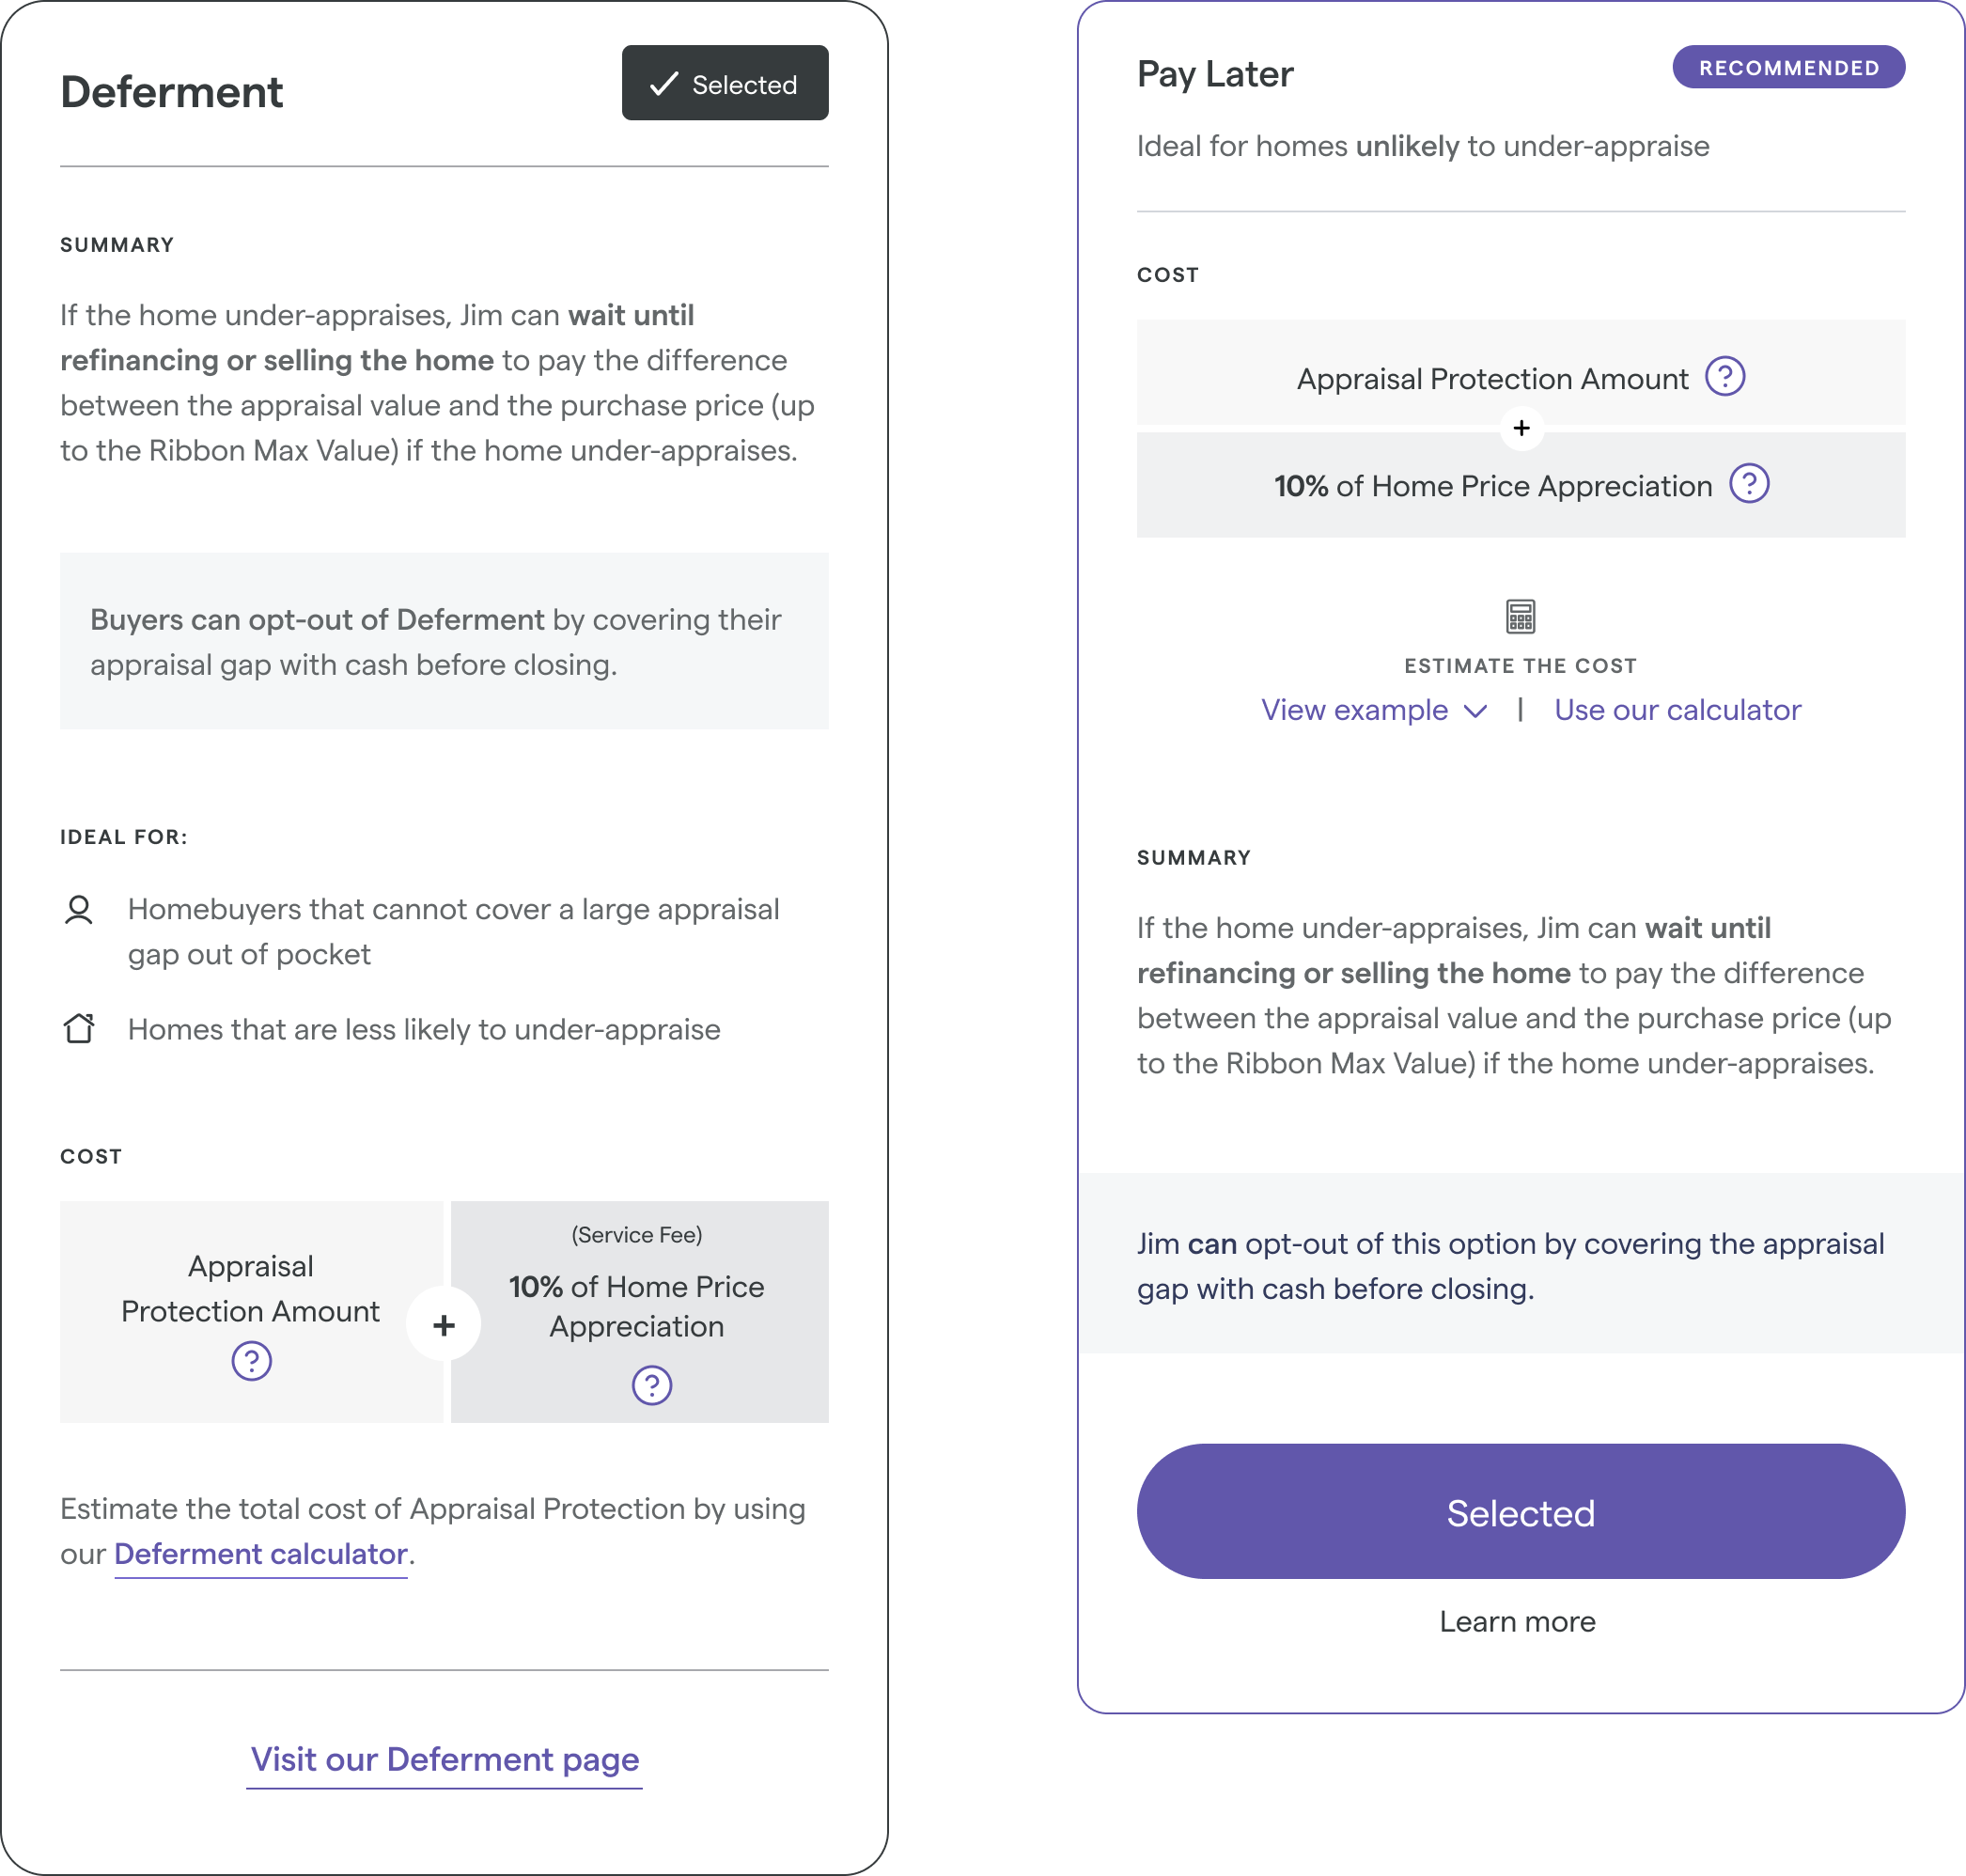 Deferment
Selected
SUMMARY
If the home under-appraises, Jim can wait until
refinancing or selling the home to pay the difference
between the appraisal value and the purchase price (up
to the Ribbon Max Value) if the home under-appraises.
Buyers can opt-out of Deferment by covering their
appraisal gap with cash before closing.
IDEAL FOR:
Homebuyers that cannot cover a large appraisal
gap out of pocket
Homes that are less likely to under-appraise
COST
Appraisal
Protection Amount
?
+
(Service Fee)
10% of Home Price
Appreciation
?
Estimate the total cost of Appraisal Protection by using
our Deferment calculator.
Visit our Deferment page
Pay Later
RECOMMENDED
Ideal for homes unlikely to under-appraise
COST
Appraisal Protection Amount ?
+
10% of Home Price Appreciation ?
ESTIMATE THE COST
View example | Use our calculator
SUMMARY
If the home under-appraises, Jim can wait until
refinancing or selling the home to pay the difference
between the appraisal value and the purchase price (up
to the Ribbon Max Value) if the home under-appraises.
Jim can opt-out of this option by covering the appraisal
gap with cash before closing.
Selected
Learn more